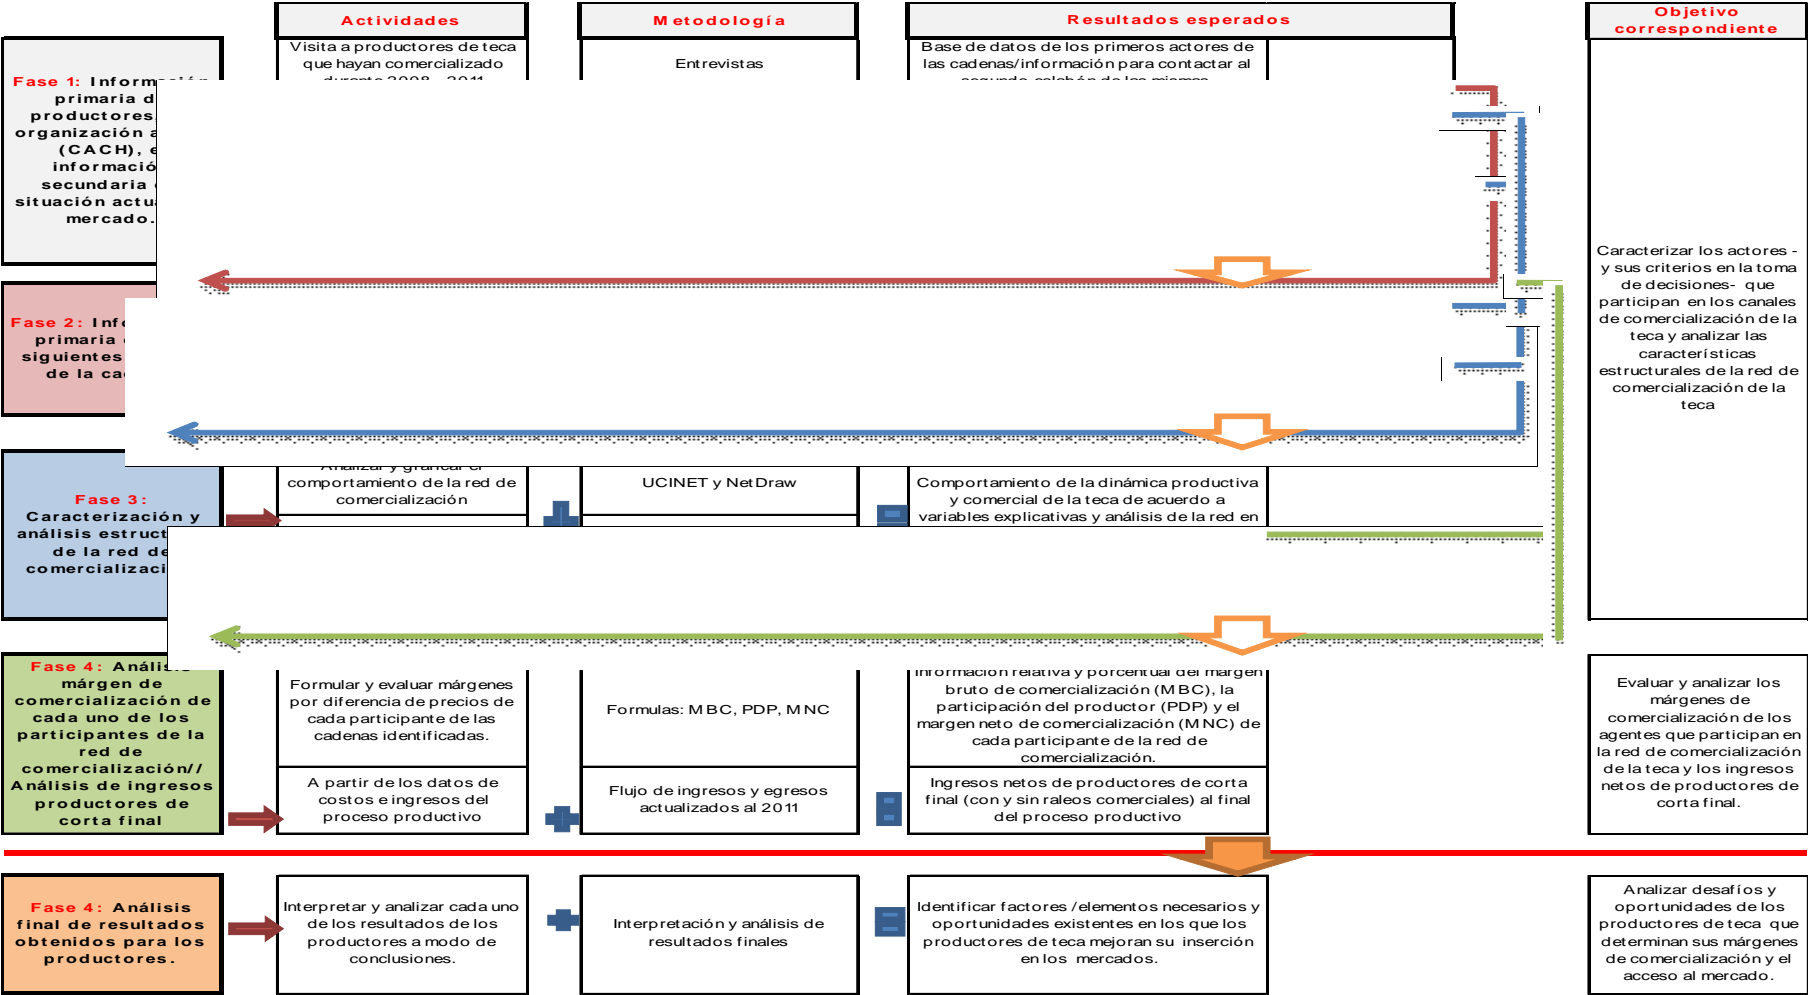 Actividades
Metodología
Resultados esperados
Objetivo
correspondiente
Fase 1:
primaria
productores
organización
(CACH),
secundaria
mercado.
Visita a productores de teca
que hayan comercializado
durante 2008 - 2011
Entrevistas
Base de datos de los primeros actores de
las cadenas/información para contactar al
segundo eslabón de las mismas
Caracterizar los actores -
y sus criterios en la toma
de decisiones- que
participan en los canales
de comercialización de la
teca y analizar las
características
estructurales de la red de
comercialización de la
teca
Fase 2:
primaria
siguientes
de la
Fase 3:
Caracterización y
análisis
de la red de
Analizar y graficar el
comportamiento de la red de
comercialización
UCINET y NetDraw
Comportamiento de la dinámica productiva
y comercial de la teca de acuerdo a
variables explicativas y análisis de la red en
Fase 4: Análisis
márgen de
comercialización de
cada uno de los
participantes de la
red de
comercialización//
Análisis de ingresos
productores de
corta final
Formular y evaluar márgenes
por diferencia de precios de
cada participante de las
cadenas identificadas.
Formulas: MBC, PDP, MNC
Información relativa y porcentual del margen
bruto de comercialización (MBC), la
participación del productor (PDP) y el
margen neto de comercialización (MNC) de
cada participante de la red de
comercialización.
A partir de los datos de
costos e ingresos del
proceso productivo
Flujo de ingresos y egresos
actualizados al 2011
Ingresos netos de productores de corta
final (con y sin raleos comerciales) al final
del proceso productivo
Evaluar y analizar los
márgenes de
comercialización de los
agentes que participan en
la red de comercialización
de la teca y los ingresos
netos de productores de
corta final.
Fase 4: Análisis
final de resultados
obtenidos para los
productores.
Interpretar y analizar cada uno
de los resultados de los
productores a modo de
conclusiones.
Interpretación y análisis de
resultados finales
Identificar factores /elementos necesarios y
oportunidades existentes en los que los
productores de teca mejoran su inserción
en los mercados.
Analizar desafíos y
oportunidades de los
productores de teca que
determinan sus márgenes
de comercialización y el
acceso al mercado.